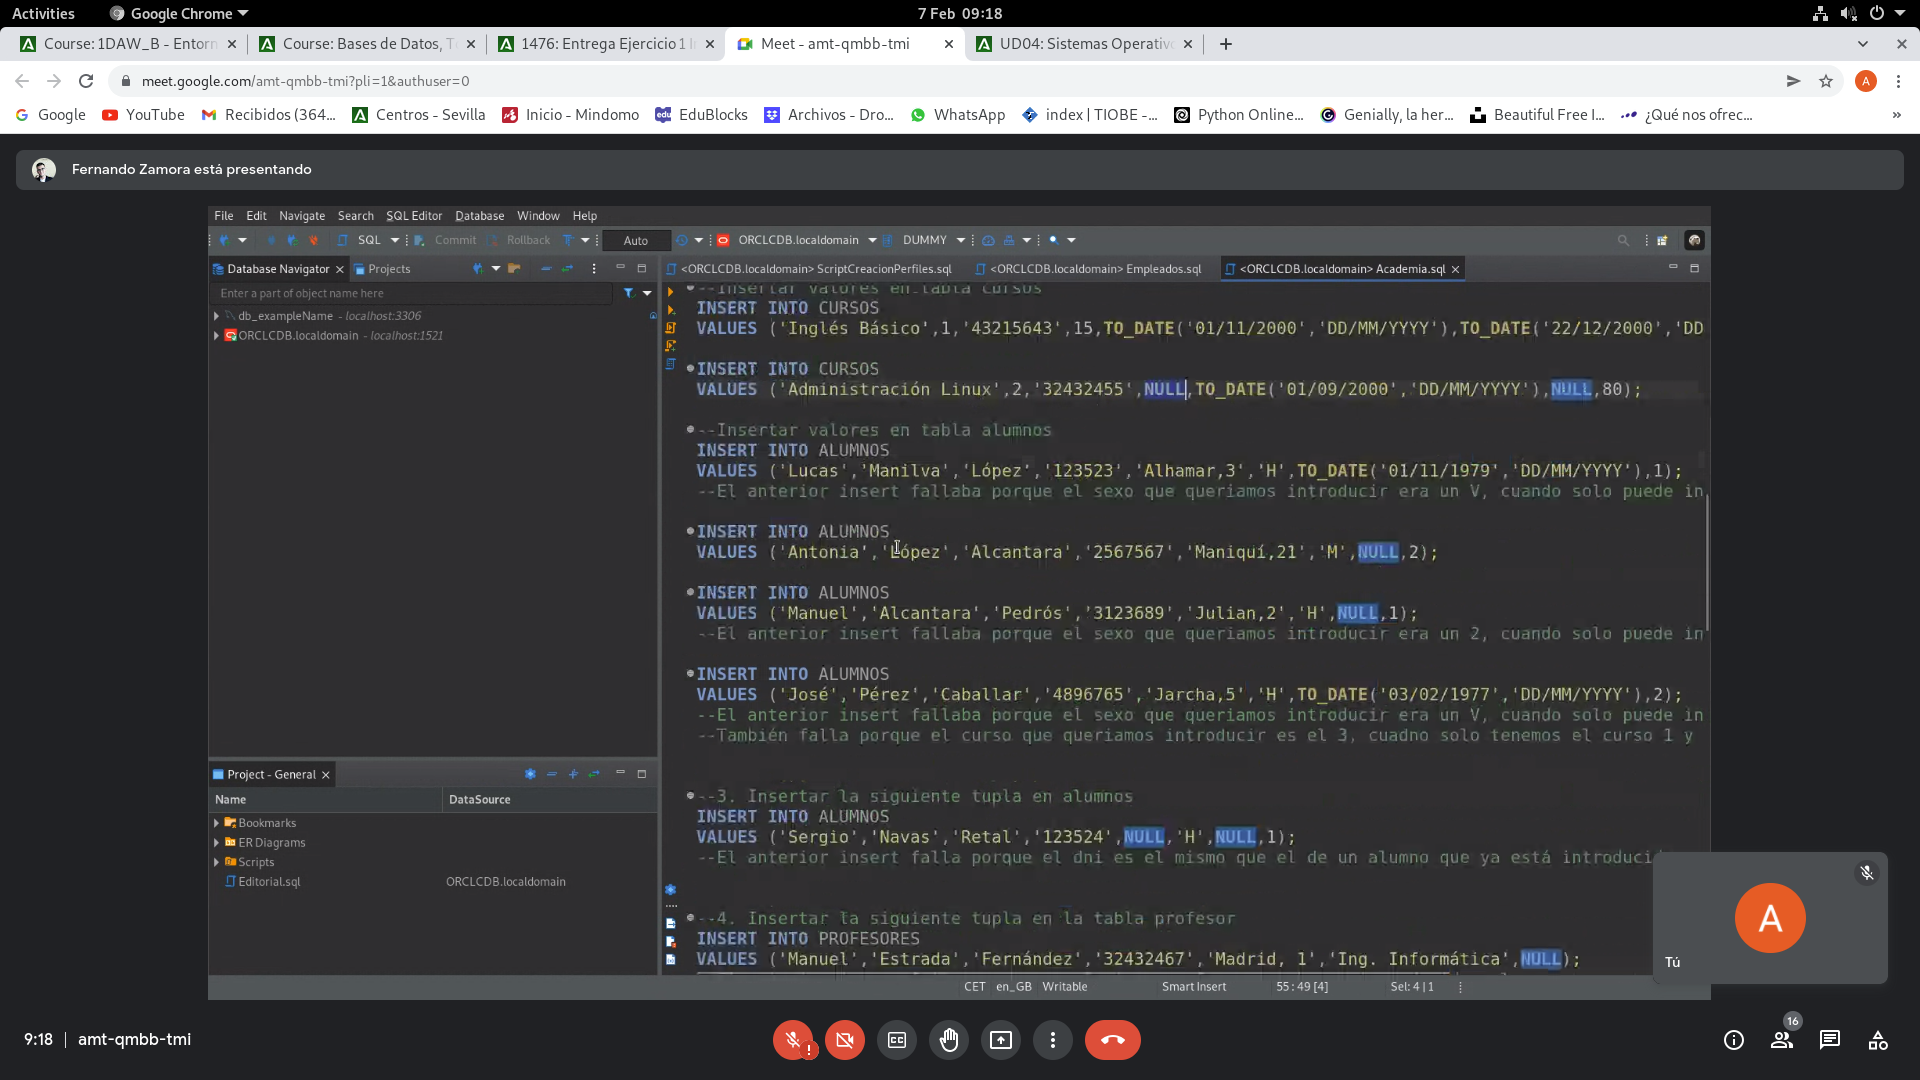 Activities
Google Chrome
7 Feb 09:18
Course: 1DAW_B - Entorn
Course: Bases de Datos, T
1476: Entrega Ejercicio 1 I
Meet - amt-qmbb-tmi
UD04: Sistemas Operativ
meet.google.com/amt-qmbb-tmi?pli=1&authuser=0
A
Google
YouTube
Recibidos (364...
Centros - Sevilla
Inicio - Mindomo
EduBlocks
Archivos - Dro...
WhatsApp
index | TIOBE -...
Python Online...
Genially, la her...
Beautiful Free I...
¿Qué nos ofrec...
Fernando Zamora está presentando
File Edit Navigate Search SQL Editor Database Window Help
SQL Commit Rollback Auto ORCLCDB.localdomain DUMMY
Database Navigator
Projects
Enter a part of object name here
db_exampleName - localhost:3306
ORCLCDB.localdomain - localhost:1521
<ORCLCDB.localdomain> ScriptCreacionPerfiles.sql
<ORCLCDB.localdomain> Empleados.sql
<ORCLCDB.localdomain> Academia.sql
--Insertar valores en tabla cursos
INSERT INTO CURSOS
VALUES ('Inglés Básico',1,'43215643',15,TO_DATE('01/11/2000','DD/MM/YYYY'),TO_DATE('22/12/2000','DD
INSERT INTO CURSOS
VALUES ('Administración Linux',2,'32432455',NULL,TO_DATE('01/09/2000','DD/MM/YYYY'),NULL,80);
--Insertar valores en tabla alumnos
INSERT INTO ALUMNOS
VALUES ('Lucas','Manilva','López','123523','Alhamar,3','H',TO_DATE('01/11/1979','DD/MM/YYYY'),1);
--El anterior insert fallaba porque el sexo que queriamos introducir era un V, cuando solo puede in
INSERT INTO ALUMNOS
VALUES ('Antonia','López','Alcantara','2567567','Maniquí,21','M',NULL,2);
INSERT INTO ALUMNOS
VALUES ('Manuel','Alcantara','Pedrós','3123689','Julian,2','H',NULL,1);
--El anterior insert fallaba porque el sexo que queriamos introducir era un 2, cuando solo puede in
INSERT INTO ALUMNOS
VALUES ('José','Pérez','Caballar','4896765','Jarcha,5','H',TO_DATE('03/02/1977','DD/MM/YYYY'),2);
--El anterior insert fallaba porque el sexo que queriamos introducir era un V, cuando solo puede in
--También falla porque el curso que queriamos introducir es el 3, cuadno solo tenemos el curso 1 y
--3. Insertar la siguiente tupla en alumnos
INSERT INTO ALUMNOS
VALUES ('Sergio','Navas','Retal','123524',NULL,'H',NULL,1);
--El anterior insert falla porque el dni es el mismo que el de un alumno que ya está introduci
--4. Insertar la siguiente tupla en la tabla profesor
INSERT INTO PROFESORES
VALUES ('Manuel','Estrada','Fernández','32432467','Madrid, 1','Ing. Informática',NULL);
Project - General
Name DataSource
Bookmarks
ER Diagrams
Scripts
Editorial.sql ORCLCDB.localdomain
CET en_GB Writable Smart Insert 55 : 49 [4] Sel: 4 | 1
A
Tú
9:18 | amt-qmbb-tmi
16